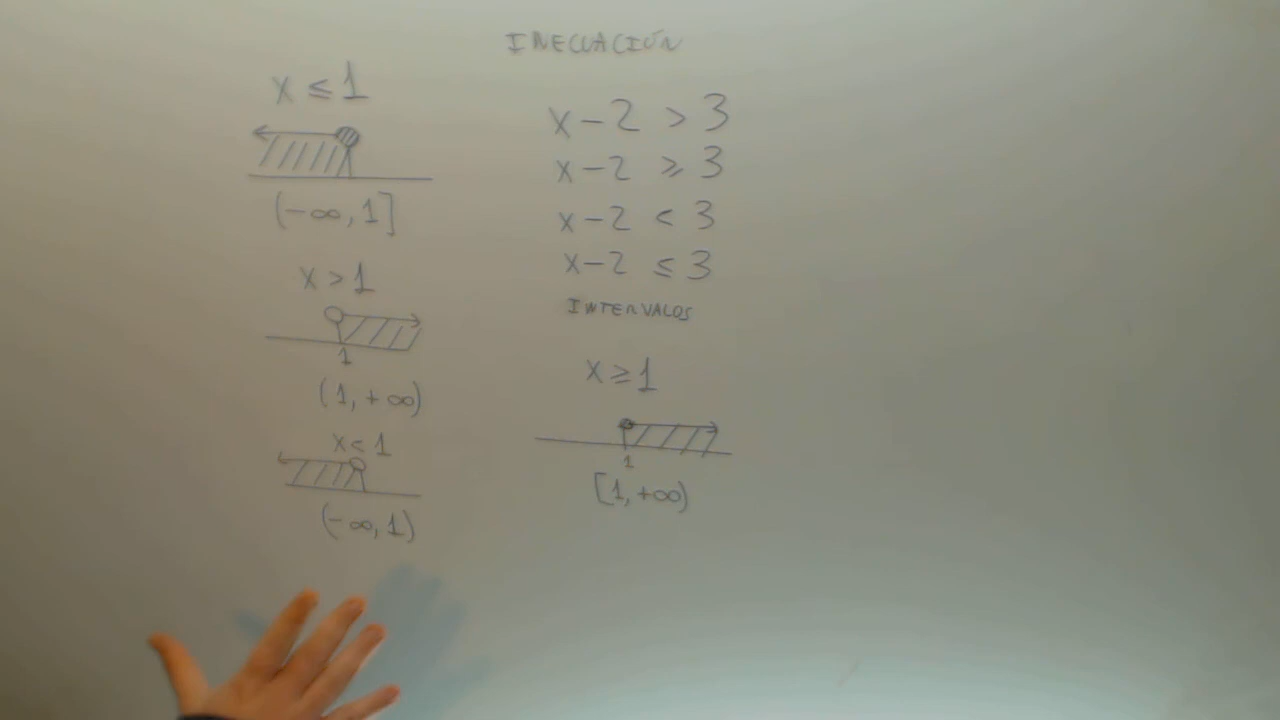 INECUACIÓN
x - 2 > 3
x - 2 ≥ 3
x - 2 < 3
x - 2 ≤ 3
INTERVALOS
x ≥ 1
1
[1, +∞)
x ≤ 1
(-∞, 1]
x > 1
1
(1, +∞)
x < 1
(-∞, 1)